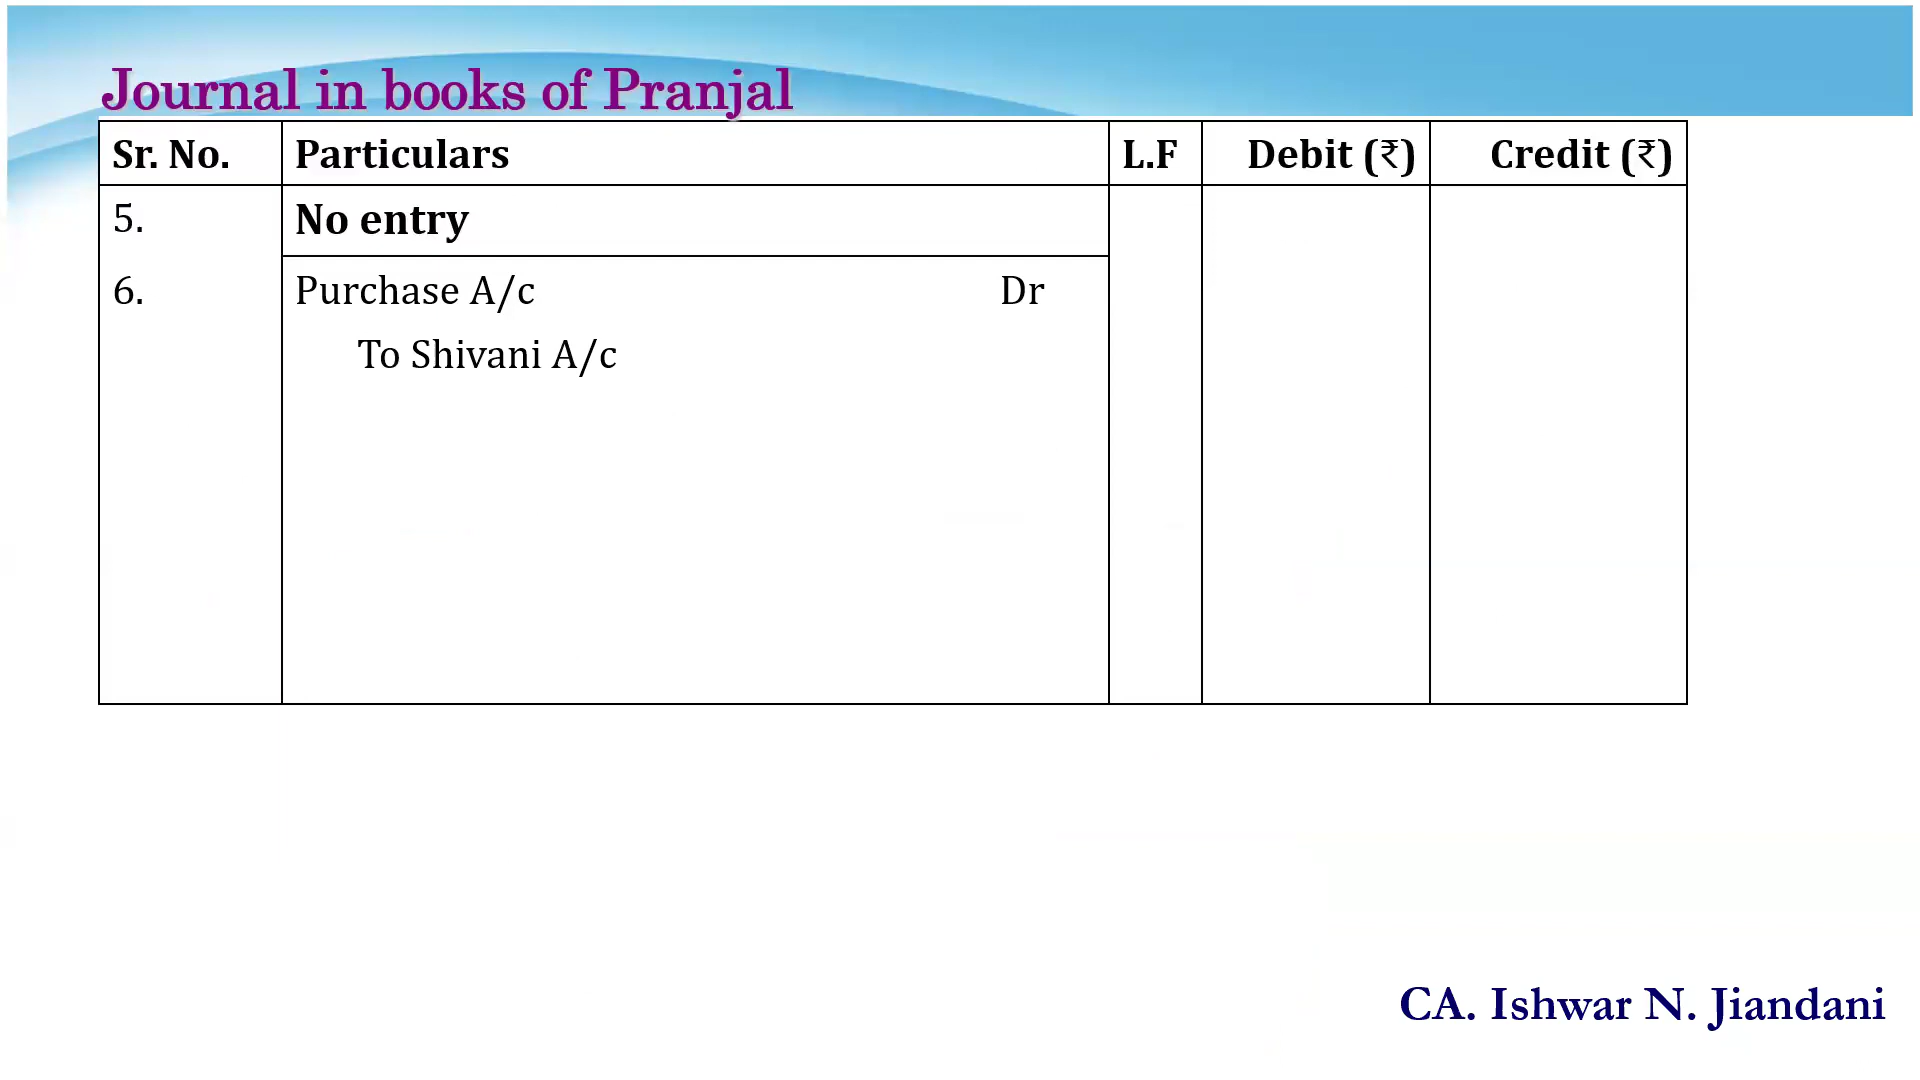 Journal in books of Pranjal
Sr. No. Particulars L.F Debit (₹) Credit (₹)
5. No entry
6. Purchase A/c Dr
To Shivani A/c
CA. Ishwar N. Jiandani